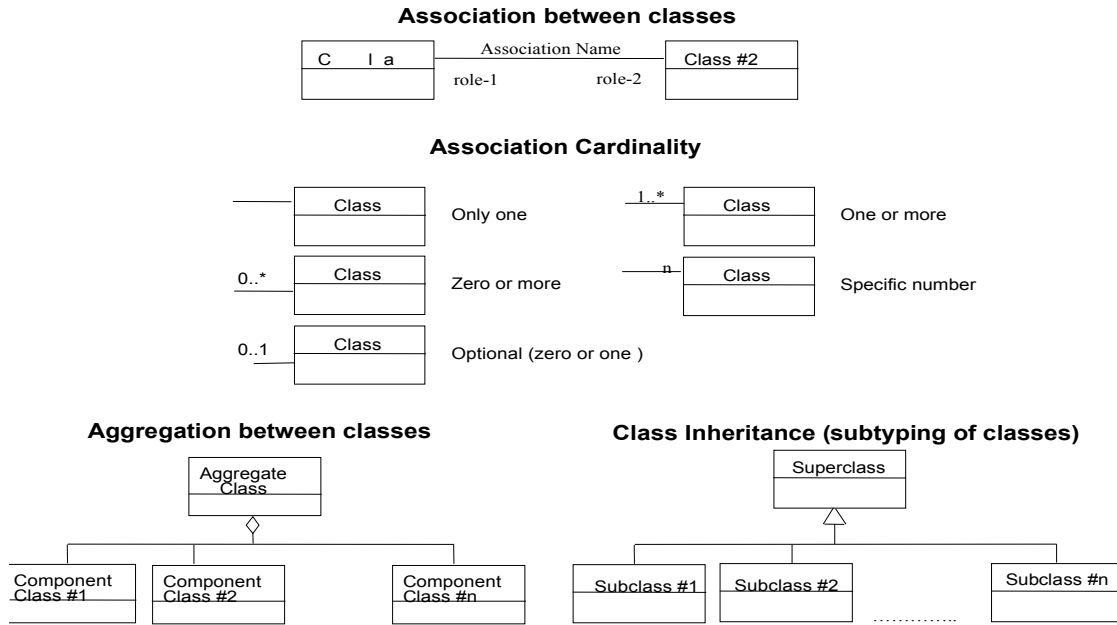 Association between classes
C l a
Association Name
Class #2
role-1
role-2
Association Cardinality
Class
Only one
1..*
Class
One or more
0..*
Class
Zero or more
n
Class
Specific number
0..1
Class
Optional (zero or one )
Aggregation between classes
Class Inheritance (subtyping of classes)
Aggregate
Class
Superclass
Component
Class #1
Component
Class #2
Component
Class #n
Subclass #1
Subclass #2
..............
Subclass #n